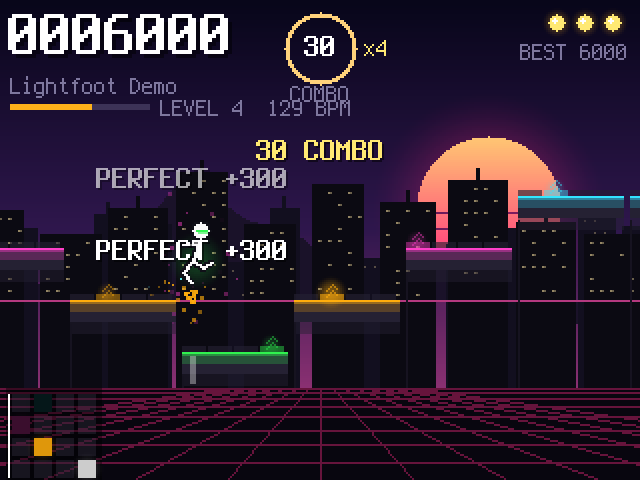 0006000
30 x4
BEST 6000
Lightfoot Demo
COMBO
LEVEL 4 129 BPM
30 COMBO
PERFECT +300
PERFECT +300